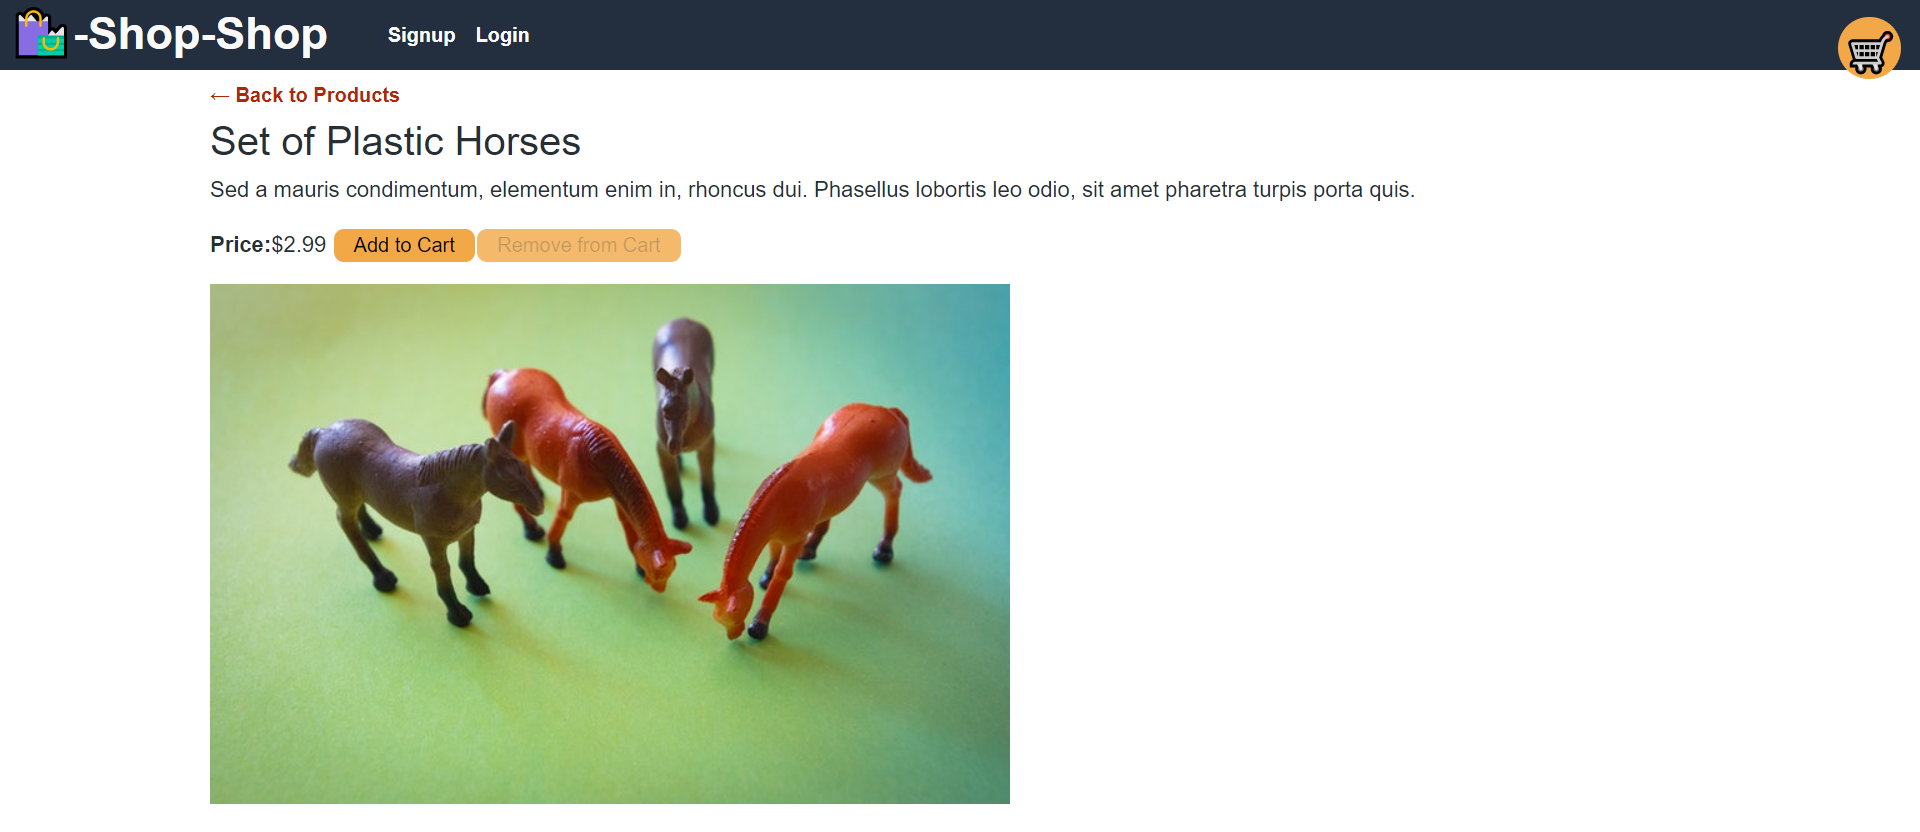 -Shop-Shop Signup Login
← Back to Products
Set of Plastic Horses
Sed a mauris condimentum, elementum enim in, rhoncus dui. Phasellus lobortis leo odio, sit amet pharetra turpis porta quis.
Price:$2.99 Add to Cart Remove from Cart